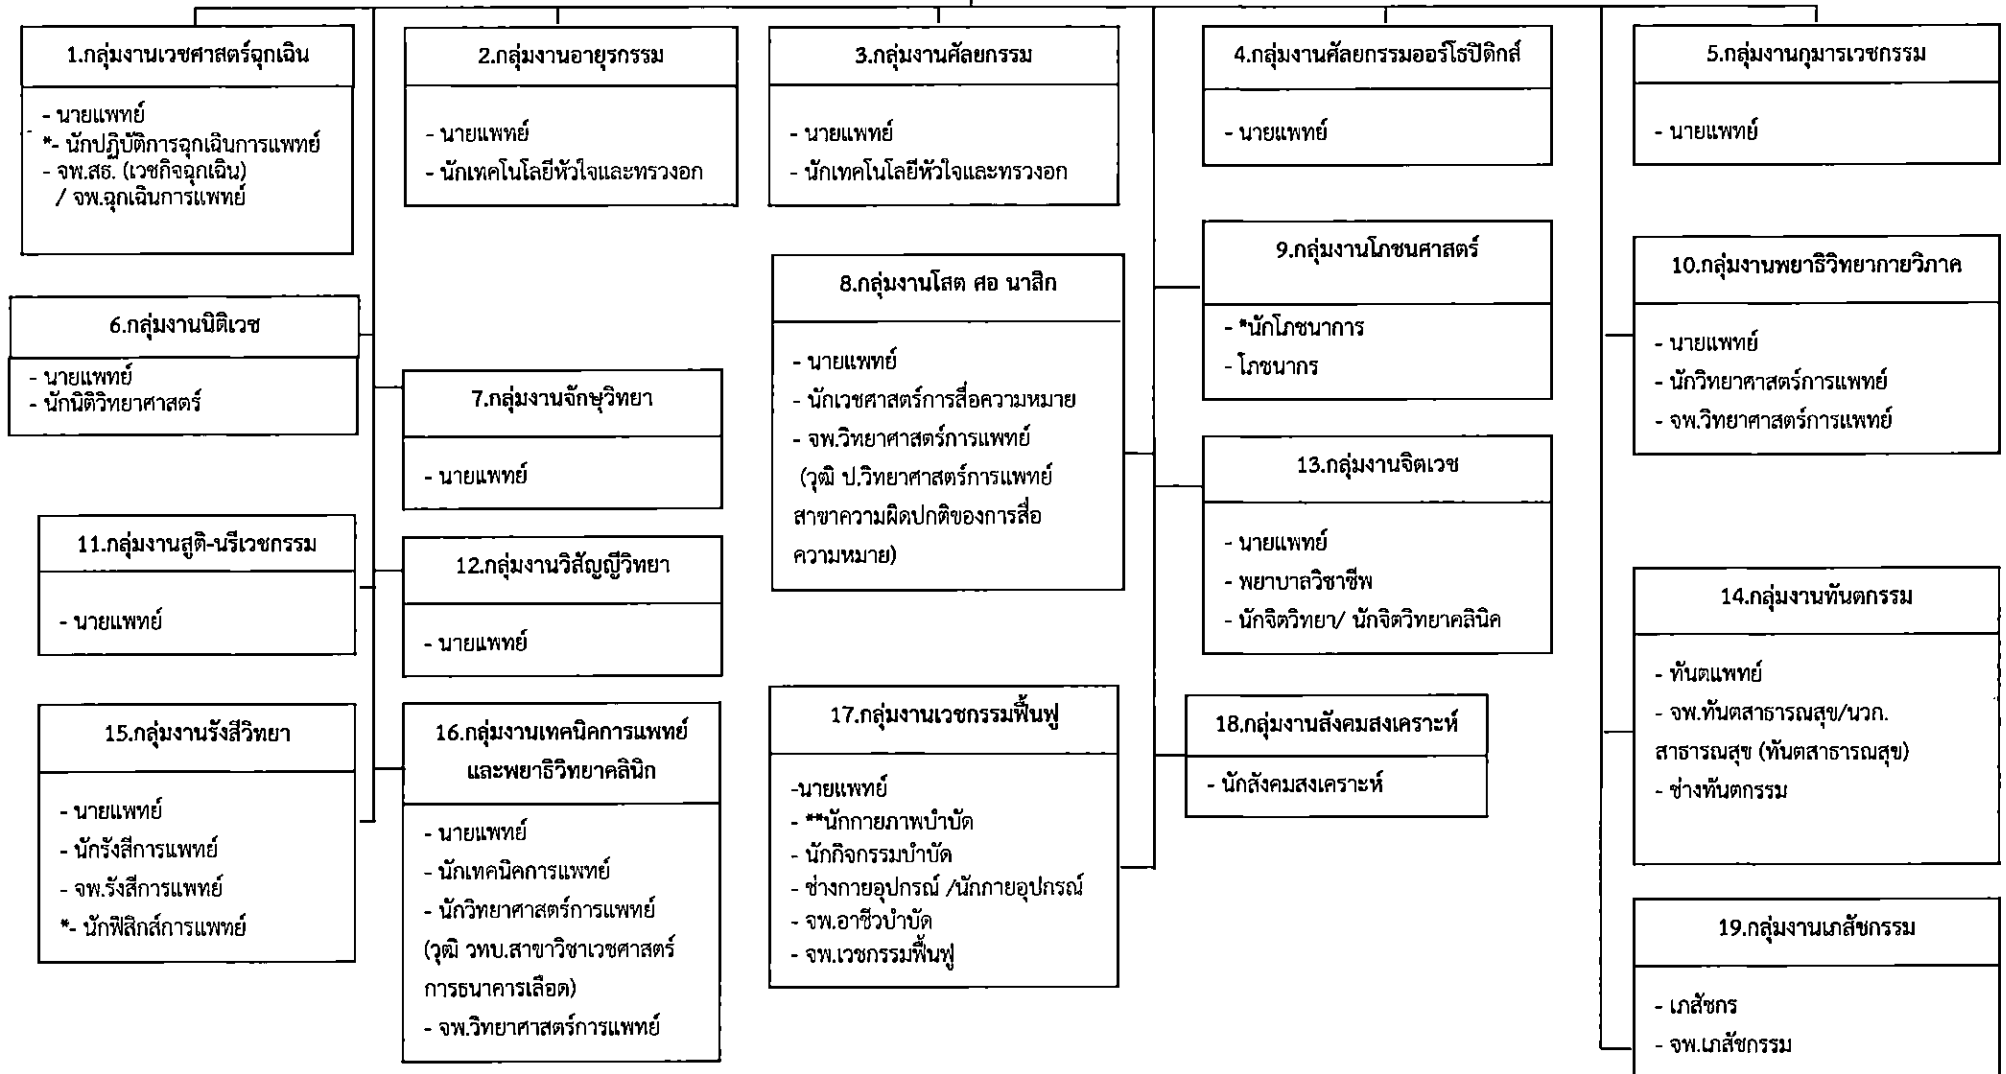 1.กลุ่มงานเวชศาสตร์ฉุกเฉิน
- นายแพทย์
*- นักปฏิบัติการฉุกเฉินการแพทย์
- จพ.สธ. (เวชกิจฉุกเฉิน)
/ จพ.ฉุกเฉินการแพทย์
2.กลุ่มงานอายุรกรรม
- นายแพทย์
- นักเทคโนโลยีหัวใจและทรวงอก
3.กลุ่มงานศัลยกรรม
- นายแพทย์
- นักเทคโนโลยีหัวใจและทรวงอก
4.กลุ่มงานศัลยกรรมออร์โธปิดิกส์
- นายแพทย์
5.กลุ่มงานกุมารเวชกรรม
- นายแพทย์
6.กลุ่มงานนิติเวช
- นายแพทย์
- นักนิติวิทยาศาสตร์
7.กลุ่มงานจักษุวิทยา
- นายแพทย์
8.กลุ่มงานโสต ศอ นาสิก
- นายแพทย์
- นักเวชศาสตร์การสื่อความหมาย
- จพ.วิทยาศาสตร์การแพทย์
(วุฒิ ป.วิทยาศาสตร์การแพทย์
สาขาความผิดปกติของการสื่อ
ความหมาย)
9.กลุ่มงานโภชนศาสตร์
- *นักโภชนาการ
- โภชนากร
10.กลุ่มงานพยาธิวิทยากายวิภาค
- นายแพทย์
- นักวิทยาศาสตร์การแพทย์
- จพ.วิทยาศาสตร์การแพทย์
11.กลุ่มงานสูติ-นรีเวชกรรม
- นายแพทย์
12.กลุ่มงานวิสัญญีวิทยา
- นายแพทย์
13.กลุ่มงานจิตเวช
- นายแพทย์
- พยาบาลวิชาชีพ
- นักจิตวิทยา/ นักจิตวิทยาคลินิค
14.กลุ่มงานทันตกรรม
- ทันตแพทย์
- จพ.ทันตสาธารณสุข/นวก.
สาธารณสุข (ทันตสาธารณสุข)
- ช่างทันตกรรม
15.กลุ่มงานรังสีวิทยา
- นายแพทย์
- นักรังสีการแพทย์
- จพ.รังสีการแพทย์
*- นักฟิสิกส์การแพทย์
16.กลุ่มงานเทคนิคการแพทย์
และพยาธิวิทยาคลินิก
- นายแพทย์
- นักเทคนิคการแพทย์
- นักวิทยาศาสตร์การแพทย์
(วุฒิ วทบ.สาขาวิชาเวชศาสตร์
การธนาคารเลือด)
- จพ.วิทยาศาสตร์การแพทย์
17.กลุ่มงานเวชกรรมฟื้นฟู
-นายแพทย์
- **นักกายภาพบำบัด
- นักกิจกรรมบำบัด
- ช่างกายอุปกรณ์ /นักกายอุปกรณ์
- จพ.อาชีวบำบัด
- จพ.เวชกรรมฟื้นฟู
18.กลุ่มงานสังคมสงเคราะห์
- นักสังคมสงเคราะห์
19.กลุ่มงานเภสัชกรรม
- เภสัชกร
- จพ.เภสัชกรรม